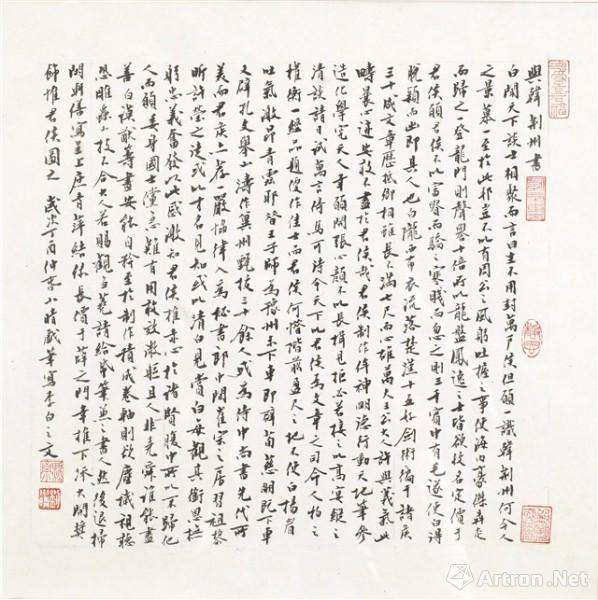 與韓荊州書
白聞天下談士相聚而言曰生不用封萬户侯但願一識韓荊州何令人
之景慕一至於此耶豈不以有周公之風躬吐握之事使海內豪傑奔走
而歸之一登龍門則聲譽十倍所以龍盤鳳逸之士皆欲收名定價于
君侯願君侯不以富貴而驕之寒賤而忽之則三千賓中有毛遂使白得
脫穎而出即其人也白隴西布衣流落楚漢十五好劍術徧干諸侯
三十成文章歷抵卿相雖長不滿七尺而心雄萬夫王公大人許與氣義此
疇曩心迹安敢不盡於君侯哉君侯制作侔神明德行動天地筆參
造化學究天人幸願開張心顏不以長揖見拒必若接之以高宴縱之
清談請日試萬言倚馬可待今天下以君侯為文章之司命人物之
權衡一經品題便作佳士而君侯何惜階前盈尺之地不使白揚眉
吐氣激昂青雲耶昔王子師為豫州未下車即辟荀慈明既下車
又辟孔文舉山濤作冀州甄拔三十餘人或為侍中尚書先代所
美而君侯亦薦一嚴協律入為秘書郎中間崔宗之房習祖黎
昕許瑩之徒或以才名見知或以清白見賞白每觀其銜恩撫
躬忠義奮發以此感激知君侯推赤心於諸賢腹中所以不歸他
人而願委身國士儻急難有用敢效微軀且人非堯舜誰能盡
善白謨猷籌畫安能自矜至於制作積成卷軸則欲塵穢視聽
恐雕蟲小技不合大人若賜觀芻蕘請給紙筆兼之書人然後退掃
閑軒繕寫呈上庶青萍結綠長價于薛卞之門幸推下流大開獎
飾惟君侯圖之 歲次丁酉仲小晴戲筆寫李白之文
雅昌艺术网
Artron.Net